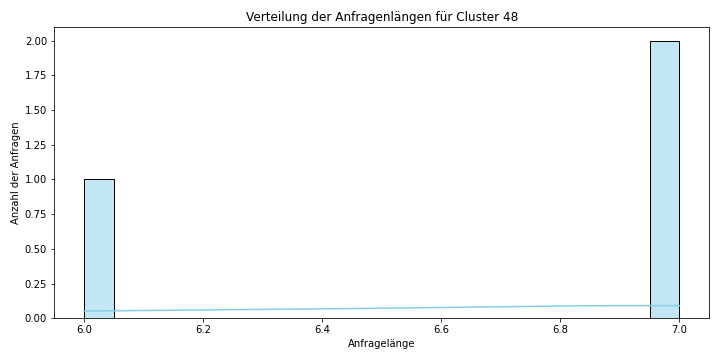 Verteilung der Anfragenlängen für Cluster 48
Anzahl der Anfragen
2.00
1.75
1.50
1.25
1.00
0.75
0.50
0.25
0.00
6.0 6.2 6.4 6.6 6.8 7.0
Anfragelänge